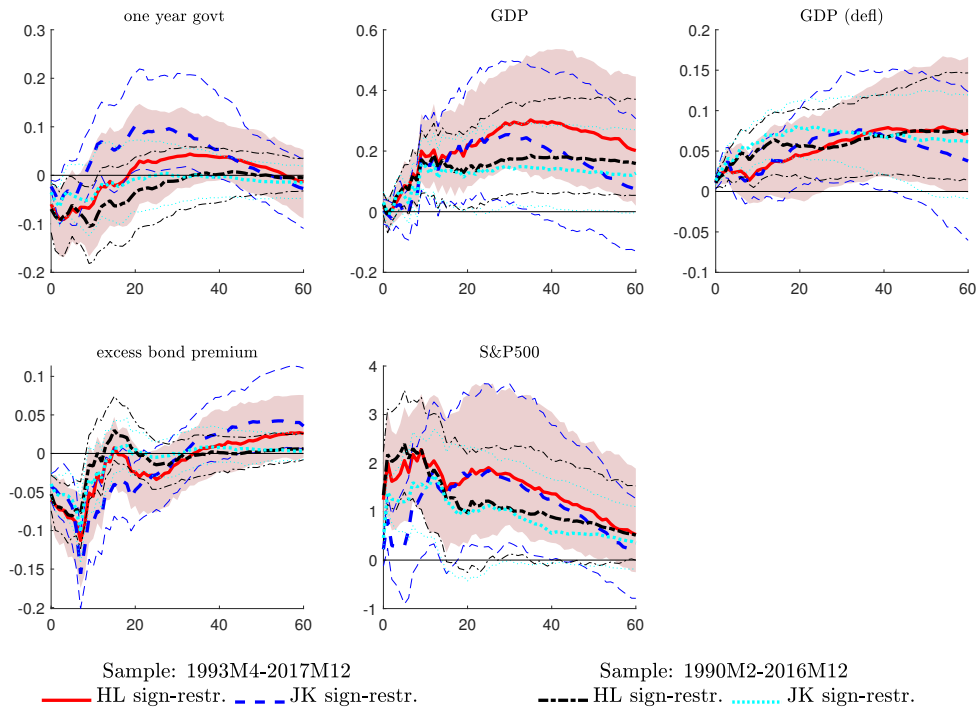 one year govt
0.3
0.2
0.1
0
-0.1
-0.2
0 20 40 60
GDP
0.6
0.4
0.2
0
-0.2
0 20 40 60
GDP (defl)
0.15
0.1
0.05
0
-0.05
-0.1
0 20 40 60
excess bond premium
0.1
0.05
0
-0.05
-0.1
-0.15
-0.2
0 20 40 60
S&P500
4
3
2
1
0
-1
0 20 40 60
Sample: 1993M4-2017M12
HL sign-restr. JK sign-restr.
Sample: 1990M2-2016M12
HL sign-restr. JK sign-restr.